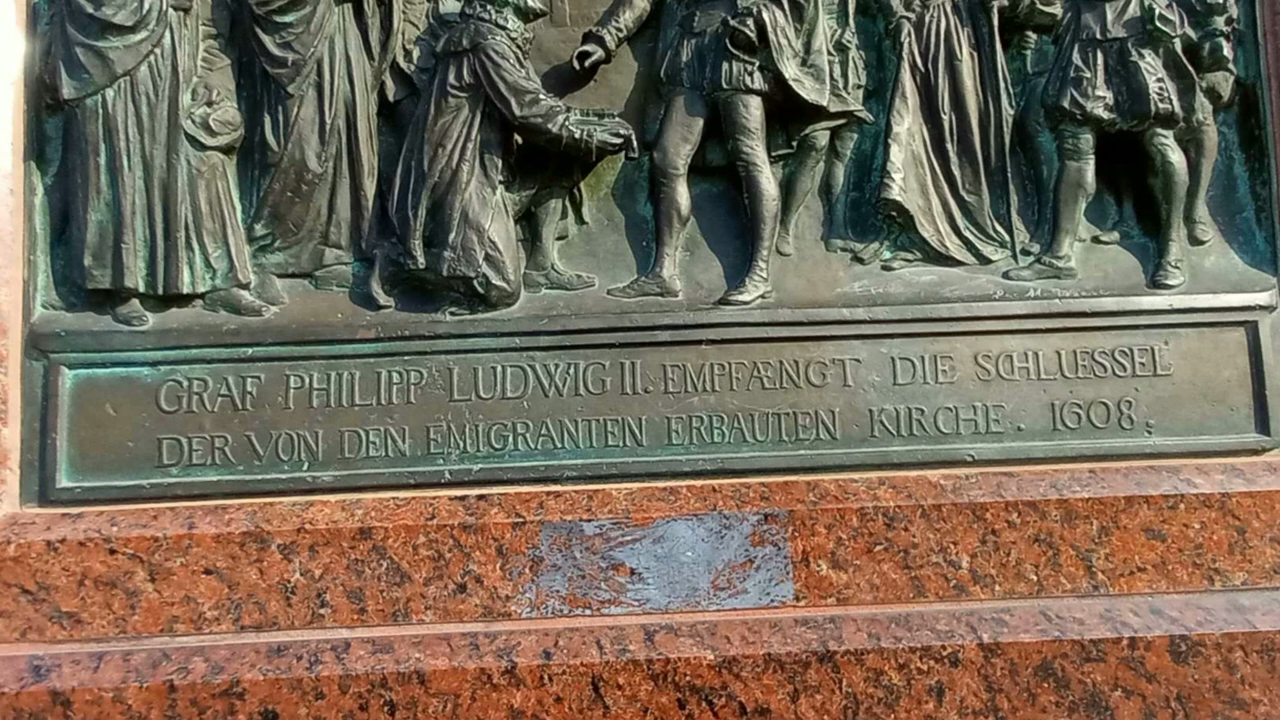 GRAF PHILIPP LUDWIG II. EMPFÆNGT DIE SCHLUESSEL
DER VON DEN EMIGRANTEN ERBAUTEN KIRCHE. 1608.